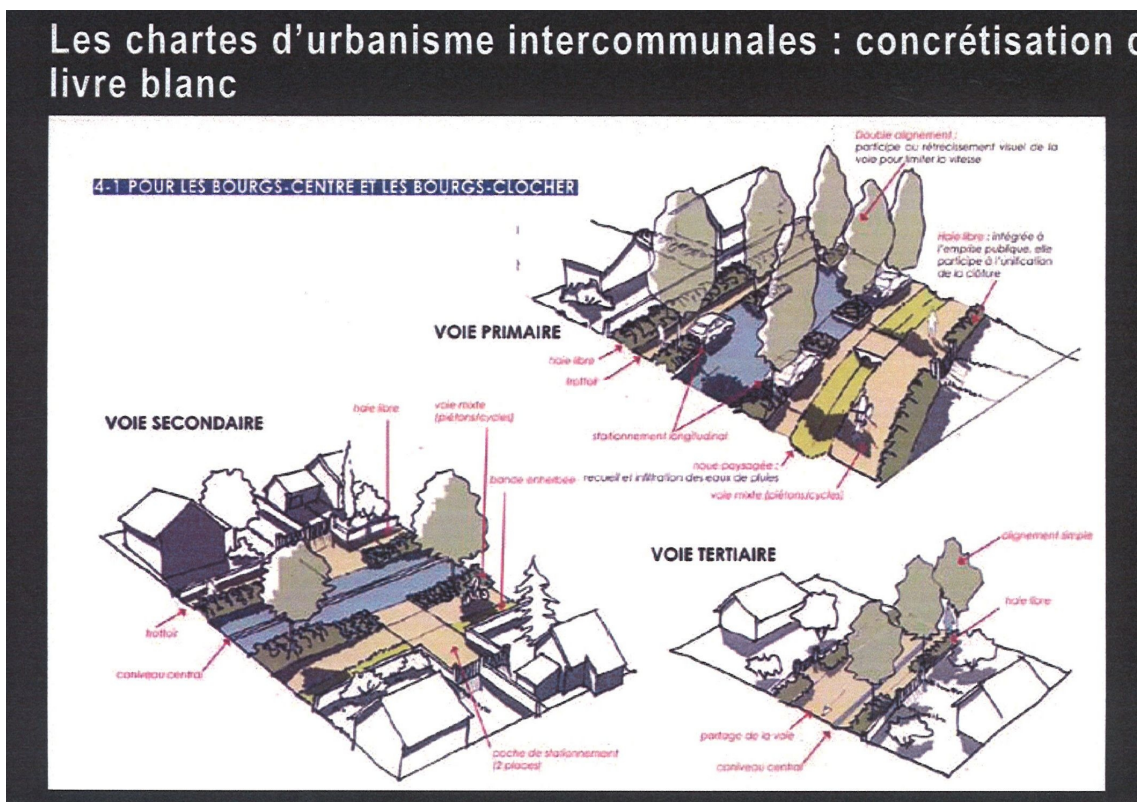 Les chartes d'urbanisme intercommunales : concrétisation
livre blanc
4-1 POUR LES BOURGS-CENTRE ET LES BOURGS-CLOCHER
Double alignement :
participe au rétrécissement visuel de la
voie pour limiter la vitesse
Haie libre : intégrée à
l'emprise publique, elle
participe à l'unification
de la clôture
VOIE PRIMAIRE
haie libre
trottoir
stationnement longitudinal
noue paysagée :
recueil et infiltration des eaux de pluies
voie mixte (piétons/cycles)
VOIE SECONDAIRE
haie libre
voie mixte
(piétons/cycles)
bande enherbée
trottoir
caniveau central
poche de stationnement
(2 places)
VOIE TERTIAIRE
alignement simple
haie libre
partage de la voie
caniveau central